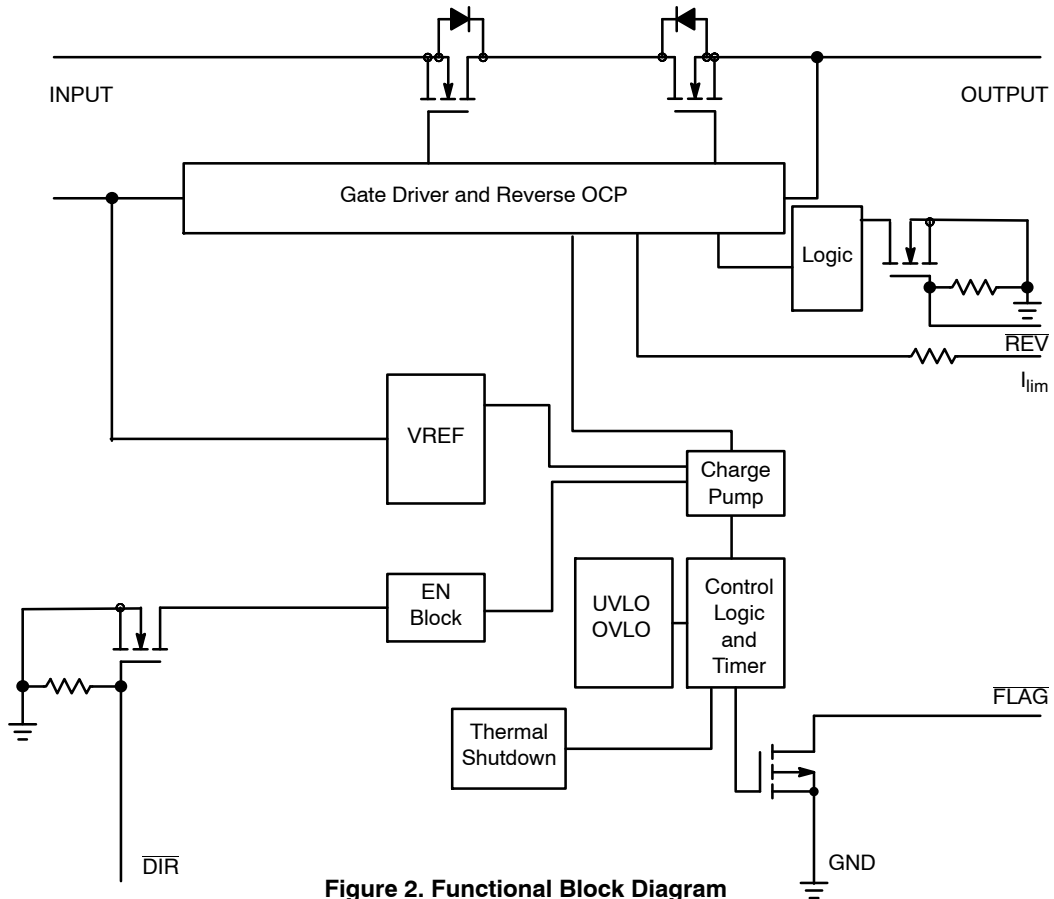 INPUT
OUTPUT
Gate Driver and Reverse OCP
Logic
REV
I_lim
VREF
Charge
Pump
EN
Block
UVLO
OVLO
Control
Logic
and
Timer
FLAG
Thermal
Shutdown
DIR
GND
Figure 2. Functional Block Diagram